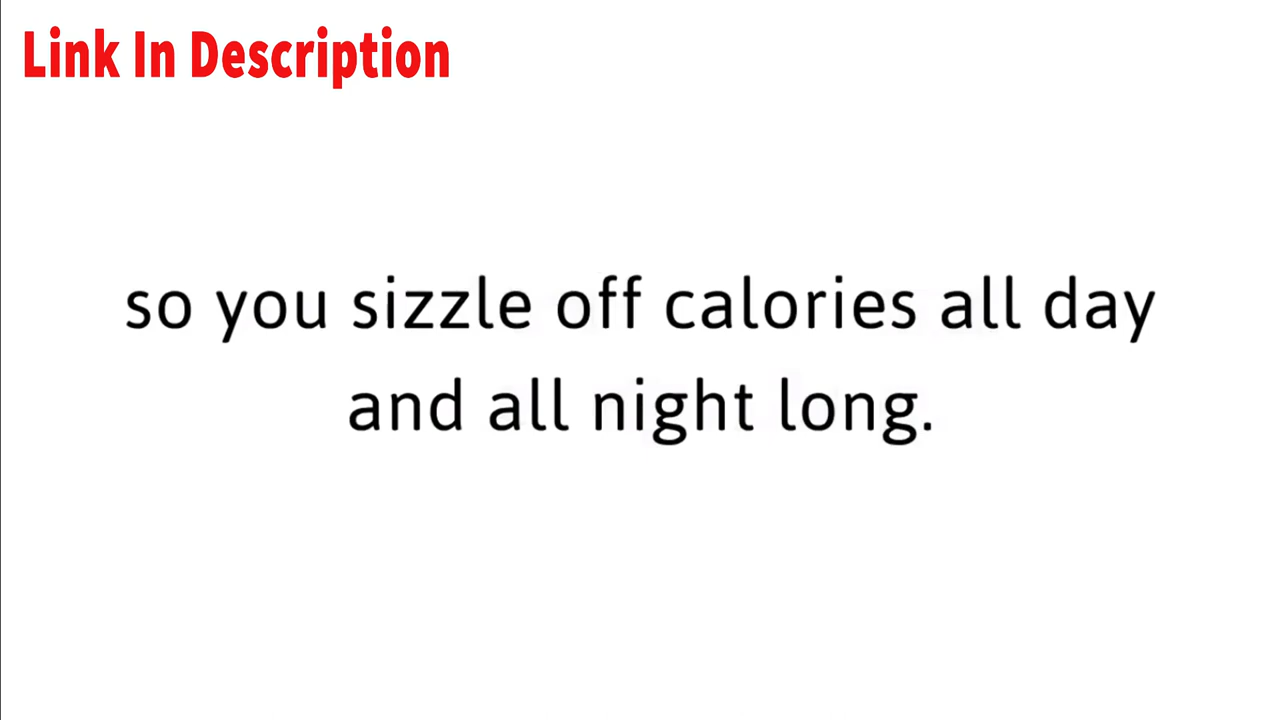 Link In Description
so you sizzle off calories all day
and all night long.